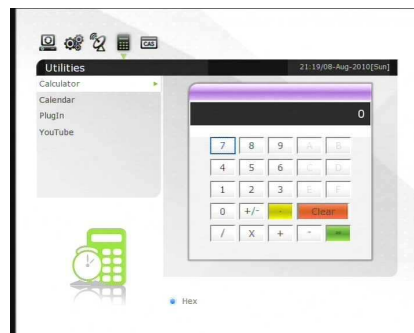 CAS
Utilities
21:19/08-Aug-2010[Sun]
Calculator
Calendar
PlugIn
YouTube
0
7 8 9 A B
4 5 6 C D
1 2 3 E F
0 +/- . Clear
/ X + - =
Hex